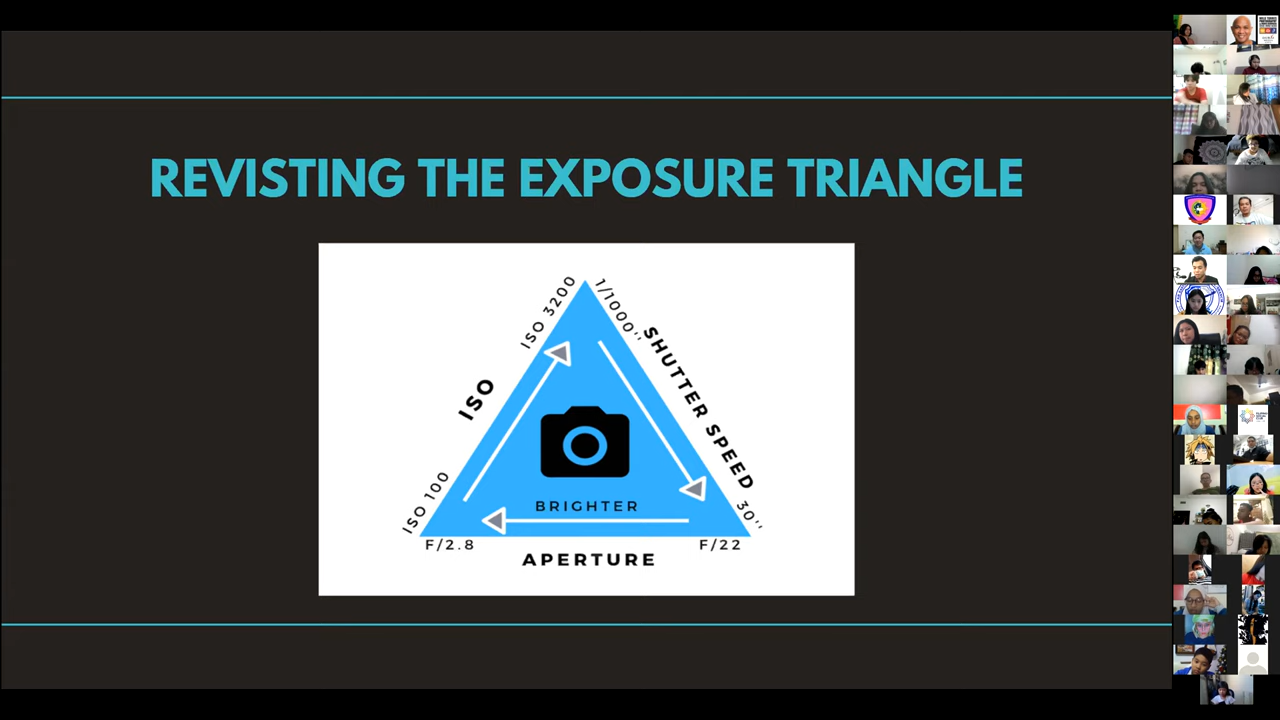 REVISTING THE EXPOSURE TRIANGLE
ISO 3200
1/1000''
ISO
SHUTTER SPEED
ISO 100
30''
BRIGHTER
F/2.8
F/22
APERTURE